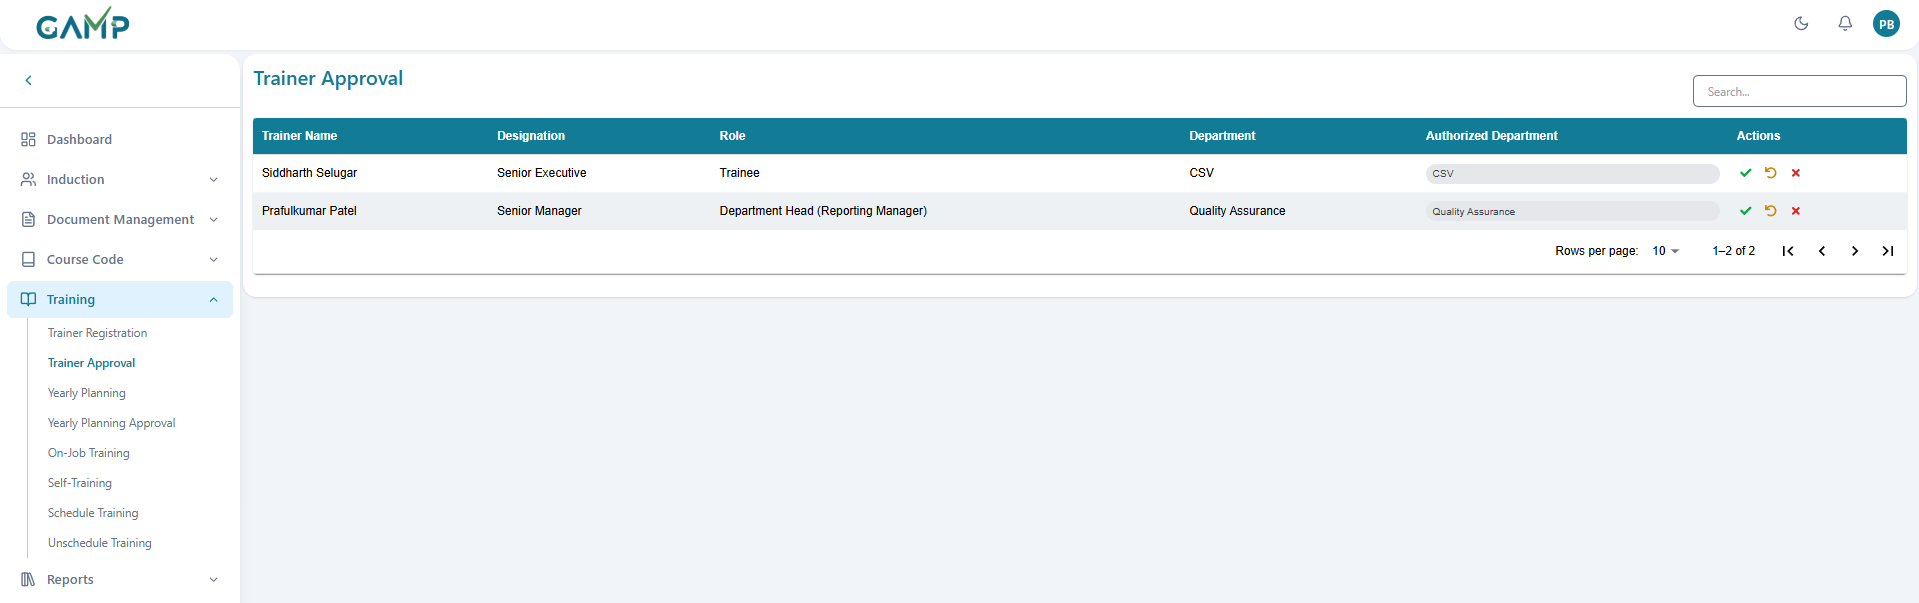 GAMP
PB
Trainer Approval
Search...
Dashboard
Induction
Document Management
Course Code
Training
Trainer Registration
Trainer Approval
Yearly Planning
Yearly Planning Approval
On-Job Training
Self-Training
Schedule Training
Unschedule Training
Reports
Trainer Name Designation Role Department Authorized Department Actions
Siddharth Selugar Senior Executive Trainee CSV CSV
Prafulkumar Patel Senior Manager Department Head (Reporting Manager) Quality Assurance Quality Assurance
Rows per page: 10 1–2 of 2